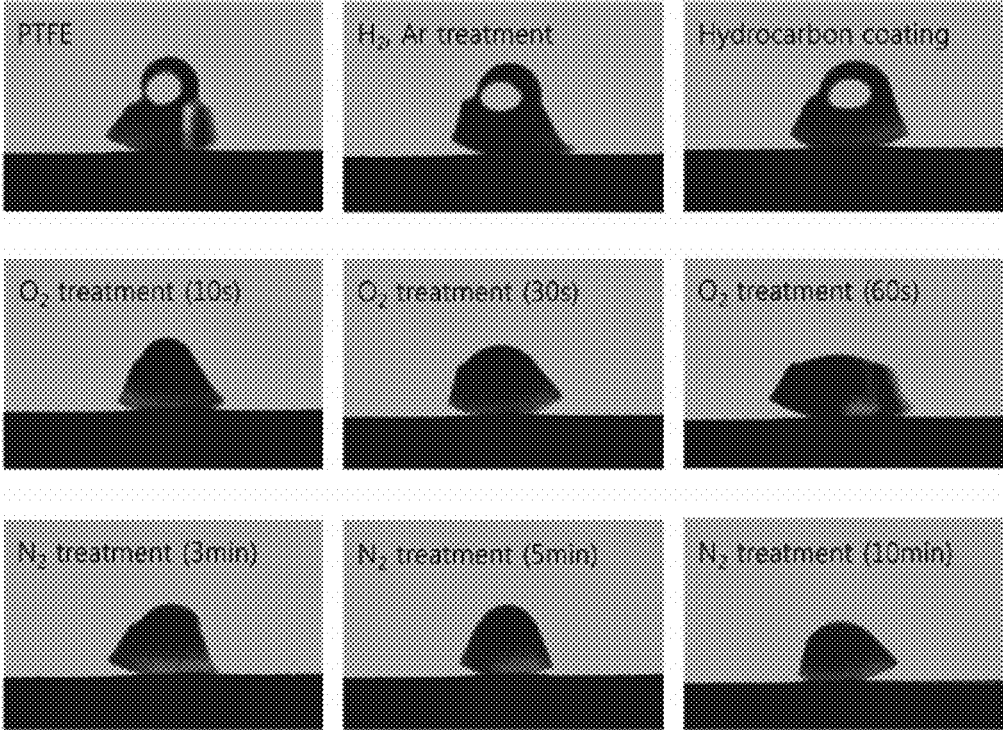 PTFE
H₂, Ar treatment
Hydrocarbon coating
O₂ treatment (10s)
O₂ treatment (30s)
O₂ treatment (60s)
N₂ treatment (3min)
N₂ treatment (5min)
N₂ treatment (10min)